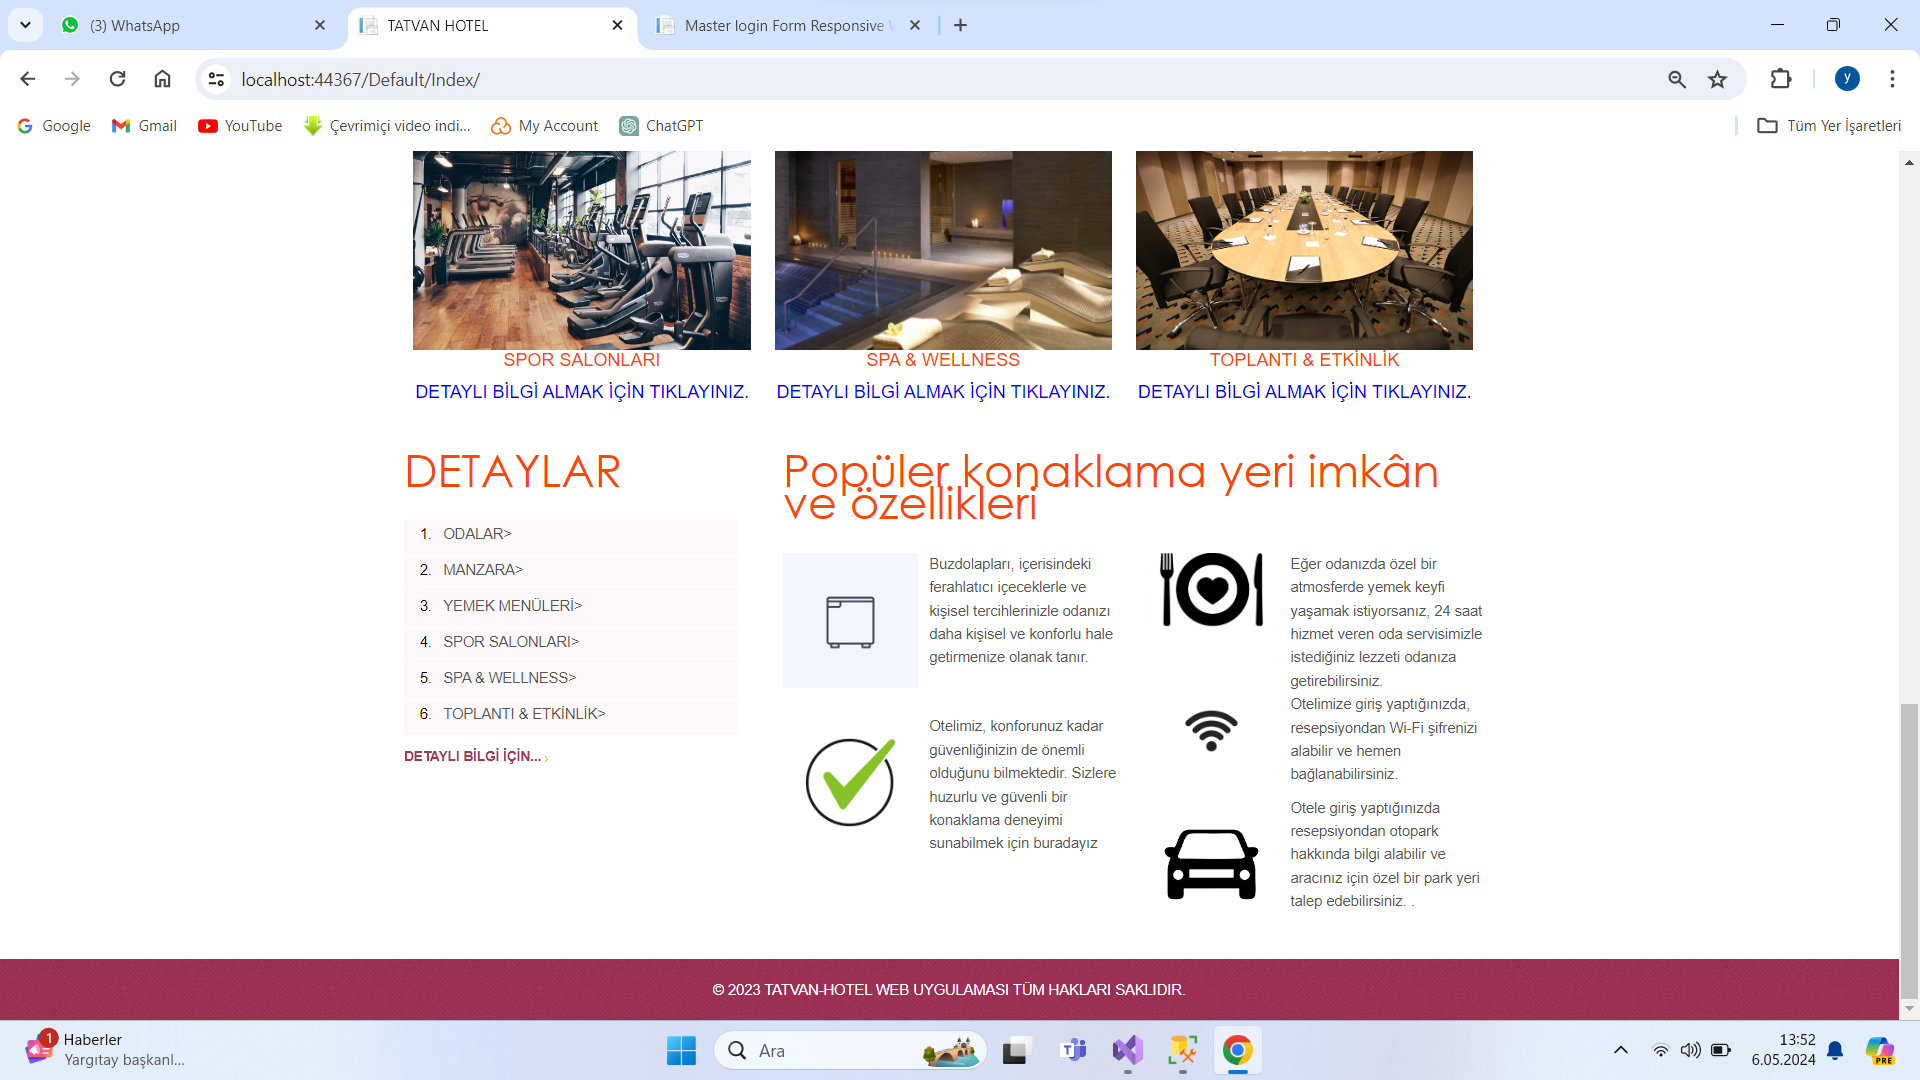 (3) WhatsApp
TATVAN HOTEL
Master login Form Responsive
localhost:44367/Default/Index/
y
Google
Gmail
YouTube
Çevrimiçi video indi...
My Account
ChatGPT
Tüm Yer İşaretleri
SPOR SALONLARI
DETAYLI BİLGİ ALMAK İÇİN TIKLAYINIZ.
SPA & WELLNESS
DETAYLI BİLGİ ALMAK İÇİN TIKLAYINIZ.
TOPLANTI & ETKİNLİK
DETAYLI BİLGİ ALMAK İÇİN TIKLAYINIZ.
DETAYLAR
1. ODALAR>
2. MANZARA>
3. YEMEK MENÜLERİ>
4. SPOR SALONLARI>
5. SPA & WELLNESS>
6. TOPLANTI & ETKİNLİK>
DETAYLI BİLGİ İÇİN... ›
Popüler konaklama yeri imkân
ve özellikleri
Buzdolapları, içerisindeki
ferahlatıcı içeceklerle ve
kişisel tercihlerinizle odanızı
daha kişisel ve konforlu hale
getirmenize olanak tanır.
Otelimiz, konforunuz kadar
güvenliğinizin de önemli
olduğunu bilmektedir. Sizlere
huzurlu ve güvenli bir
konaklama deneyimi
sunabilmek için buradayız
Eğer odanızda özel bir
atmosferde yemek keyfi
yaşamak istiyorsanız, 24 saat
hizmet veren oda servisimizle
istediğiniz lezzeti odanıza
getirebilirsiniz.
Otelimize giriş yaptığınızda,
resepsiyondan Wi-Fi şifrenizi
alabilir ve hemen
bağlanabilirsiniz.
Otele giriş yaptığınızda
resepsiyondan otopark
hakkında bilgi alabilir ve
aracınız için özel bir park yeri
talep edebilirsiniz. .
© 2023 TATVAN-HOTEL WEB UYGULAMASI TÜM HAKLARI SAKLIDIR.
1
Haberler
Yargıtay başkanl...
Ara
13:52
6.05.2024
PRE